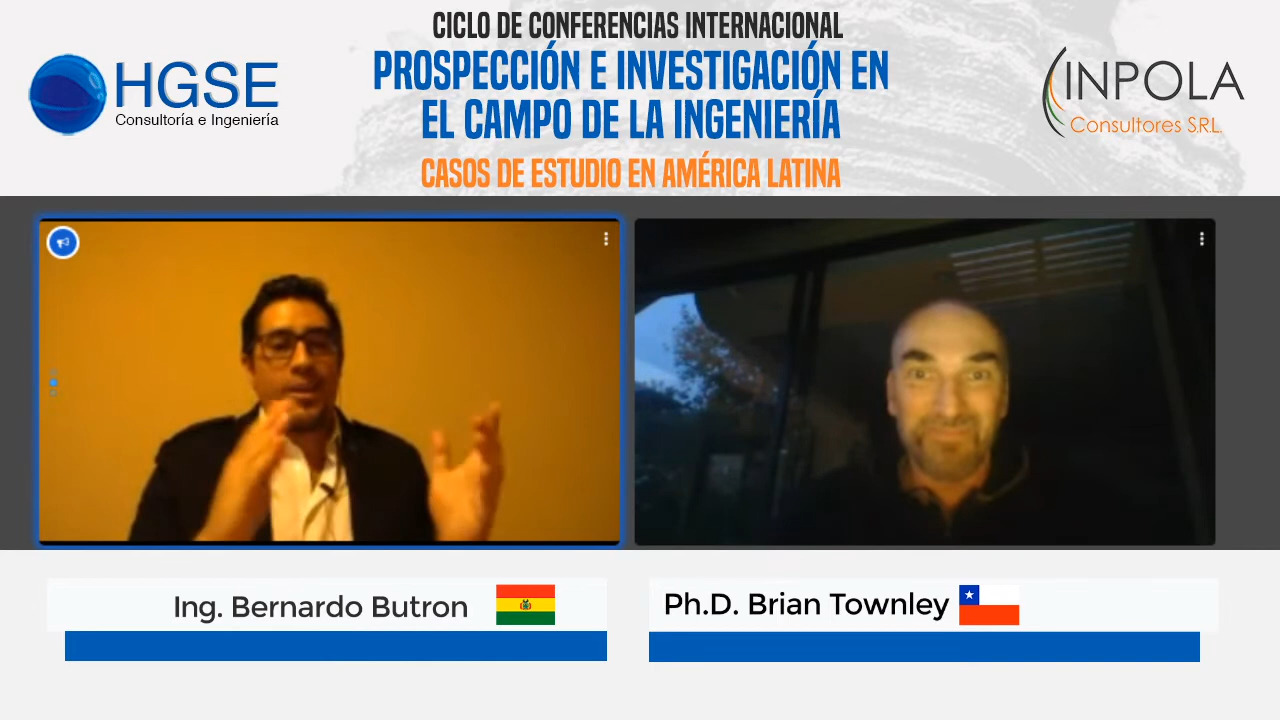 CICLO DE CONFERENCIAS INTERNACIONAL
PROSPECCIÓN E INVESTIGACIÓN EN
EL CAMPO DE LA INGENIERÍA
CASOS DE ESTUDIO EN AMÉRICA LATINA
HGSE
Consultoría e Ingeniería
INPOLA
Consultores S.R.L.
Ing. Bernardo Butron
Ph.D. Brian Townley